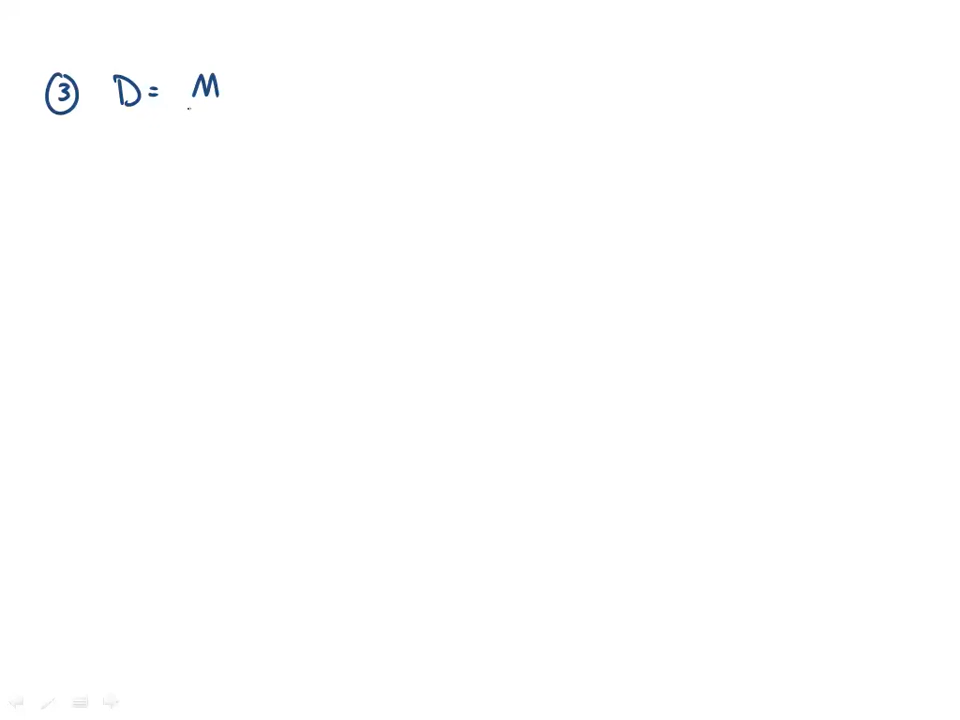 ③ D = M